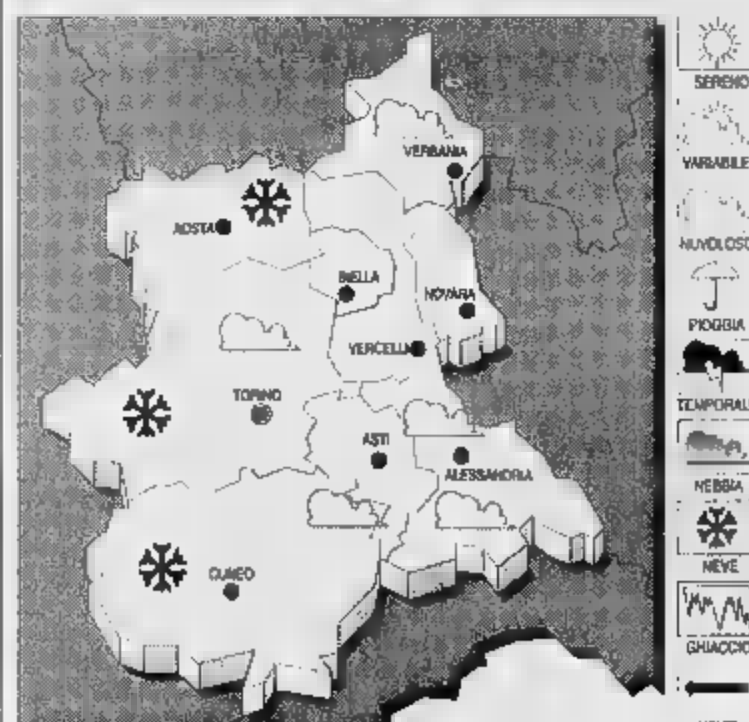 VERBANIA
AOSTA
BIELLA
NOVARA
VERCELLI
TORINO
ASTI
ALESSANDRIA
CUNEO
SERENO
VARIABILE
NUVOLOSO
PIOGGIA
TEMPORALE
NEBBIA
NEVE
GHIACCIO